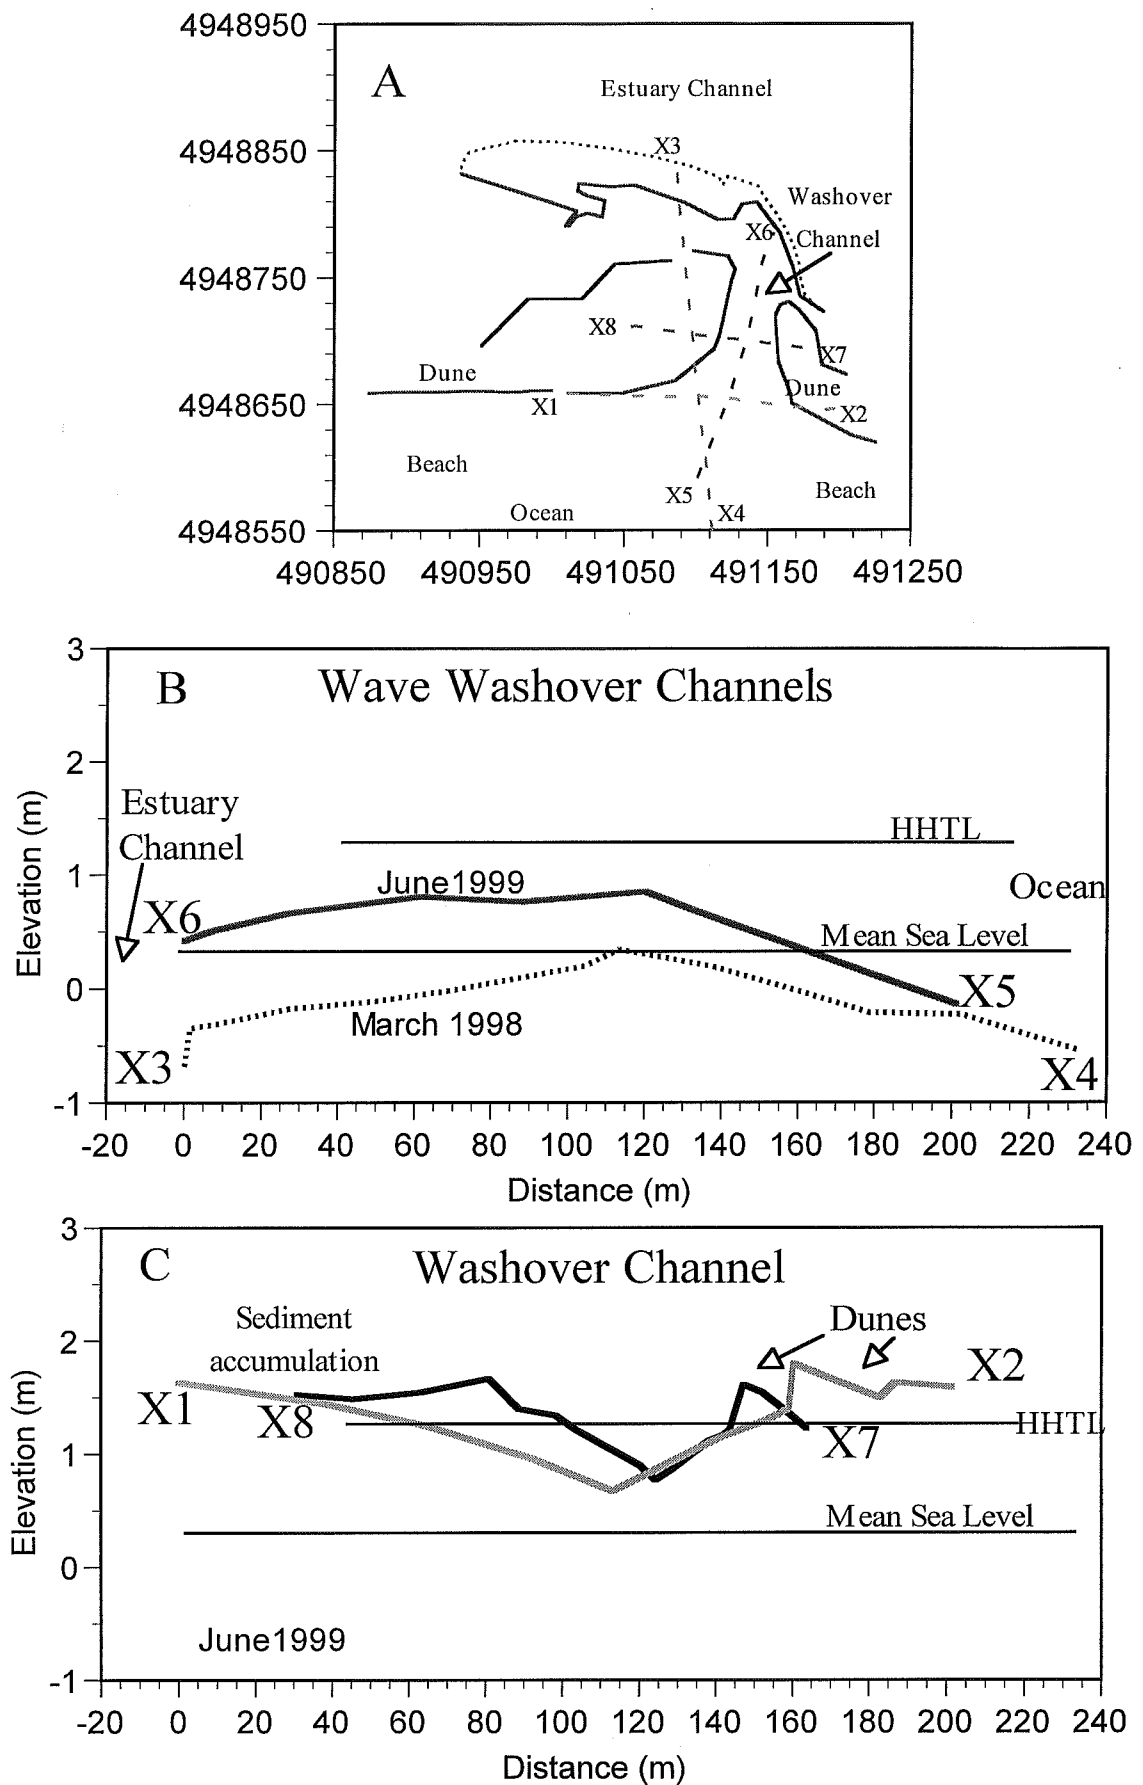 4948950
A
Estuary Channel
4948850
X3
Washover
X6
Channel
4948750
X8
X7
Dune
Dune
4948650
X1
X2
Beach
X5
Beach
Ocean
X4
4948550
490850 490950 491050 491150 491250
3
B
Wave Washover Channels
2
Estuary
Channel
HHTL
1
June1999
Ocean
X6
Mean Sea Level
0
X5
March 1998
X3
X4
-1
-20 0 20 40 60 80 100 120 140 160 180 200 220 240
Elevation (m)
Distance (m)
3
C
Washover Channel
Sediment
accumulation
Dunes
2
X1
X8
X2
X7
HHTL
1
Mean Sea Level
0
June1999
-1
-20 0 20 40 60 80 100 120 140 160 180 200 220 240
Elevation (m)
Distance (m)